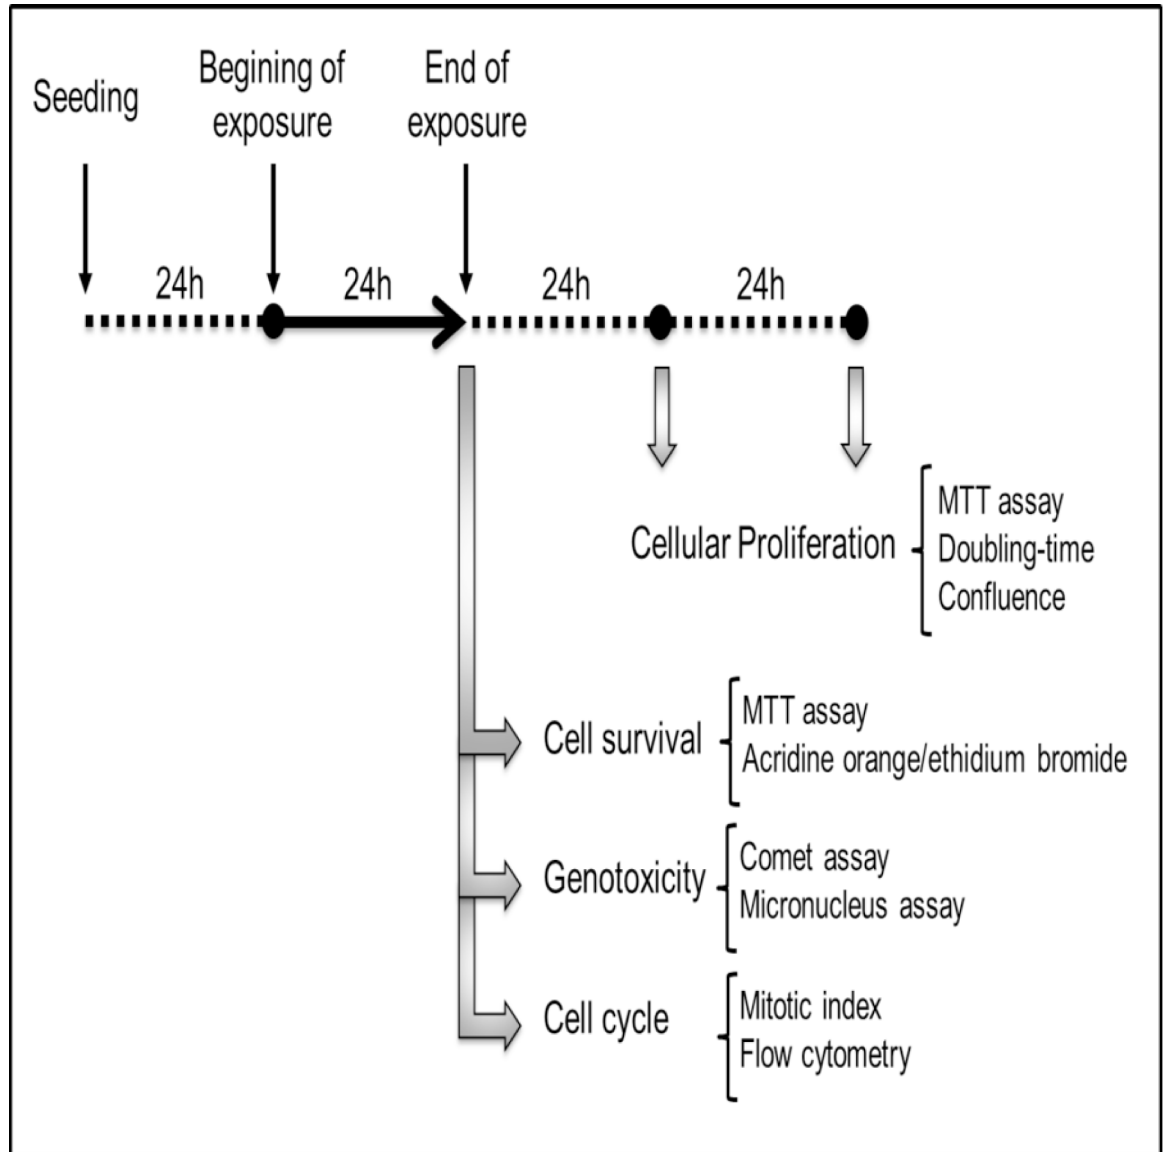 Seeding
Begining of
exposure
End of
exposure
24h
24h
24h
24h
Cellular Proliferation
MTT assay
Doubling-time
Confluence
Cell survival
MTT assay
Acridine orange/ethidium bromide
Genotoxicity
Comet assay
Micronucleus assay
Cell cycle
Mitotic index
Flow cytometry